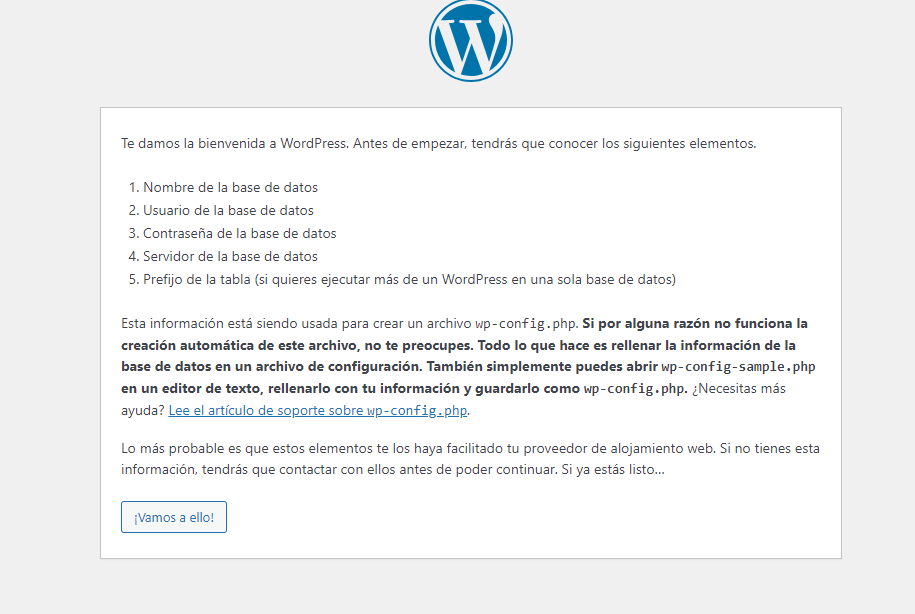 Te damos la bienvenida a WordPress. Antes de empezar, tendrás que conocer los siguientes elementos.
1. Nombre de la base de datos
2. Usuario de la base de datos
3. Contraseña de la base de datos
4. Servidor de la base de datos
5. Prefijo de la tabla (si quieres ejecutar más de un WordPress en una sola base de datos)
Esta información está siendo usada para crear un archivo wp-config.php. Si por alguna razón no funciona la
creación automática de este archivo, no te preocupes. Todo lo que hace es rellenar la información de la
base de datos en un archivo de configuración. También simplemente puedes abrir wp-config-sample.php
en un editor de texto, rellenarlo con tu información y guardarlo como wp-config.php. ¿Necesitas más
ayuda? Lee el artículo de soporte sobre wp-config.php.
Lo más probable es que estos elementos te los haya facilitado tu proveedor de alojamiento web. Si no tienes esta
información, tendrás que contactar con ellos antes de poder continuar. Si ya estás listo...
¡Vamos a ello!